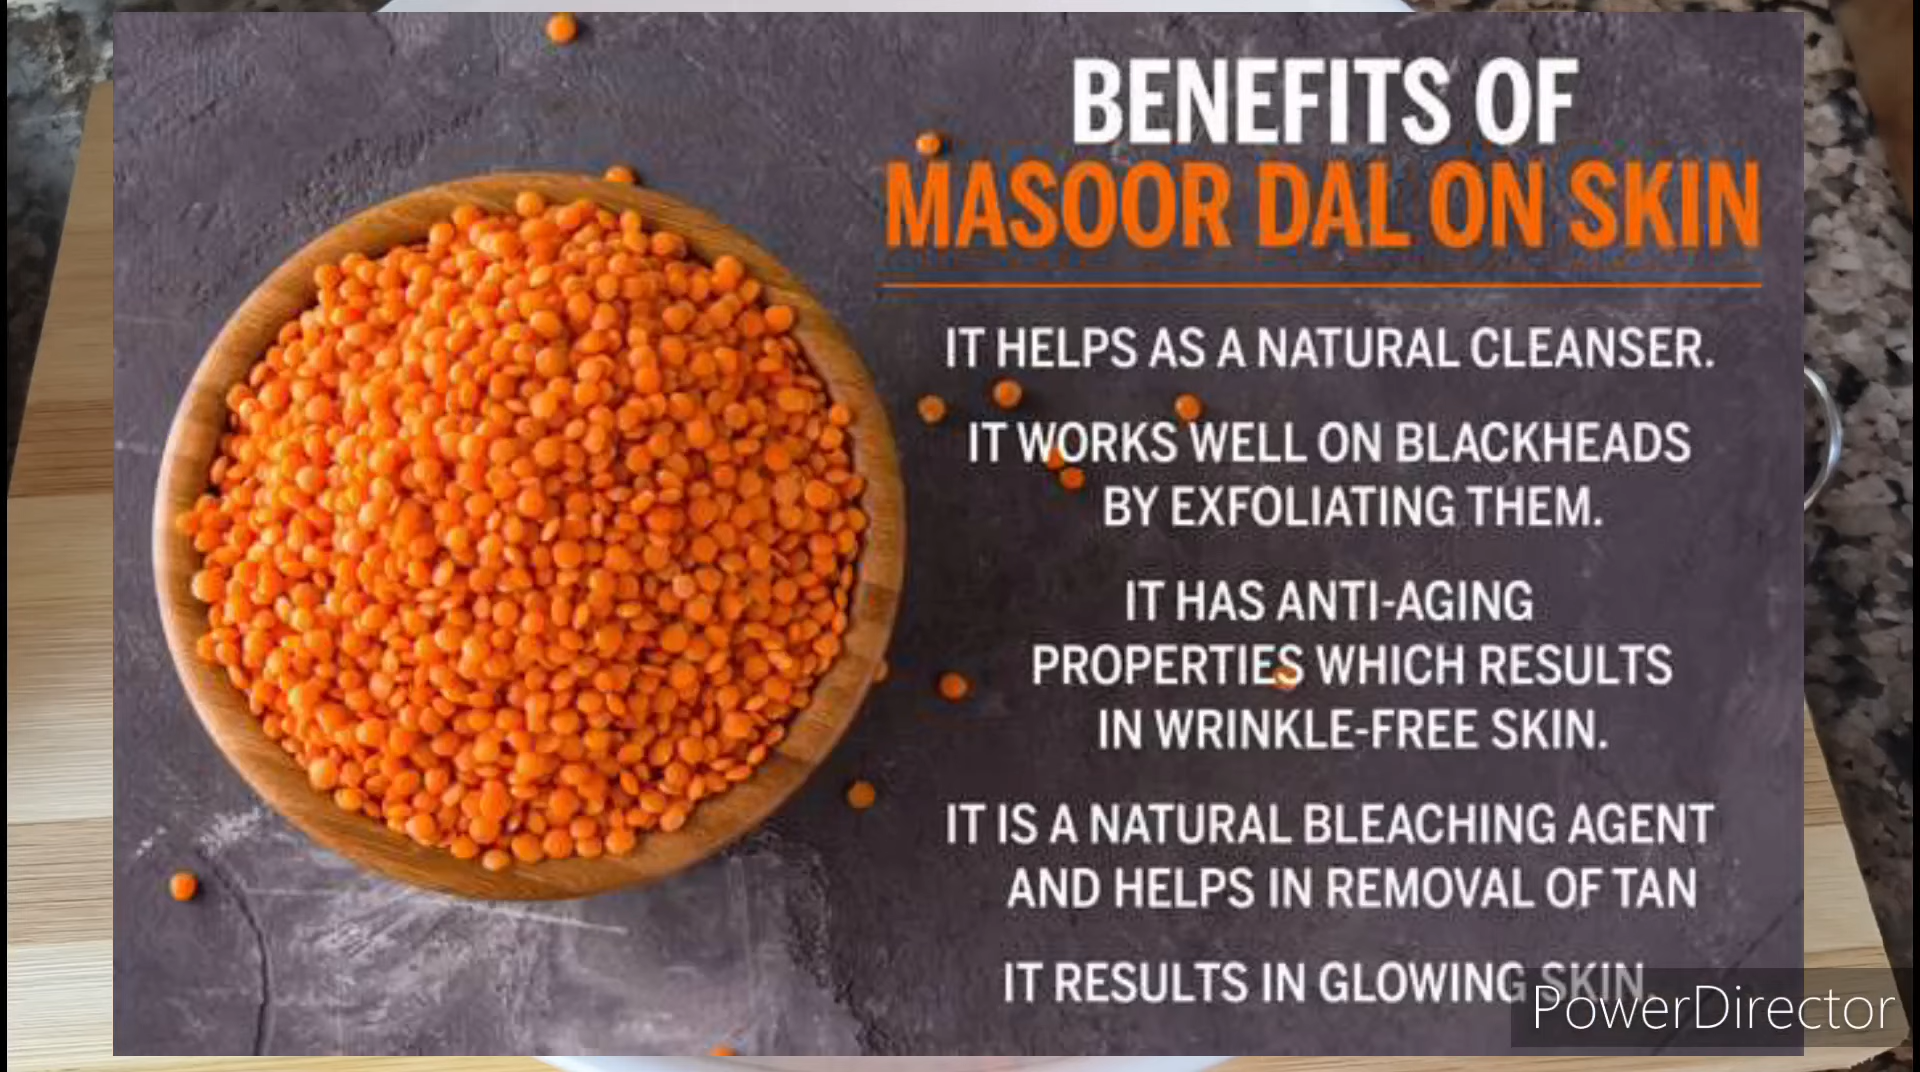 BENEFITS OF
MASOOR DAL ON SKIN
IT HELPS AS A NATURAL CLEANSER.
IT WORKS WELL ON BLACKHEADS
BY EXFOLIATING THEM.
IT HAS ANTI-AGING
PROPERTIES WHICH RESULTS
IN WRINKLE-FREE SKIN.
IT IS A NATURAL BLEACHING AGENT
AND HELPS IN REMOVAL OF TAN
IT RESULTS IN GLOWING SKIN.
PowerDirector